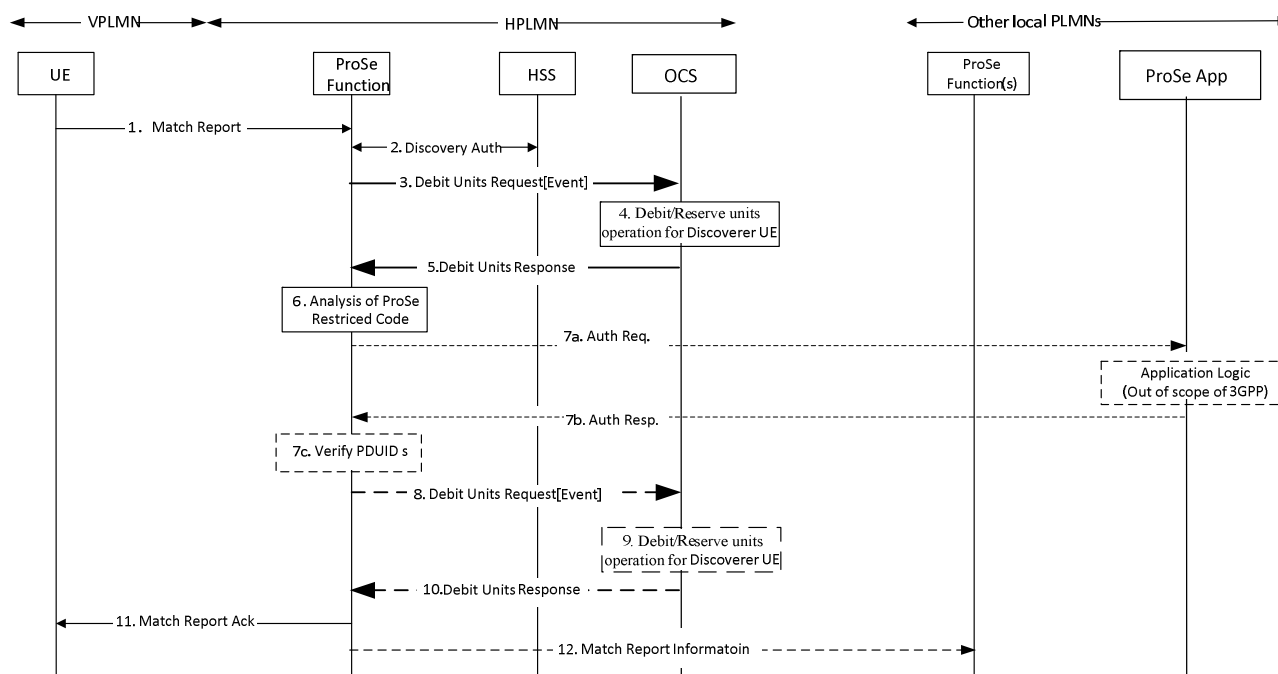 VPLMN
HPLMN
Other local PLMNs
UE
ProSe
Function
HSS
OCS
ProSe
Function(s)
ProSe App
1. Match Report
2. Discovery Auth
3. Debit Units Request[Event]
4. Debit/Reserve units
operation for Discoverer UE
5.Debit Units Response
6. Analysis of ProSe
Restriced Code
7a. Auth Req.
Application Logic
(Out of scope of 3GPP)
7b. Auth Resp.
7c. Verify PDUID s
8. Debit Units Request[Event]
9. Debit/Reserve units
operation for Discoverer UE
10.Debit Units Response
11. Match Report Ack
12. Match Report Informatoin